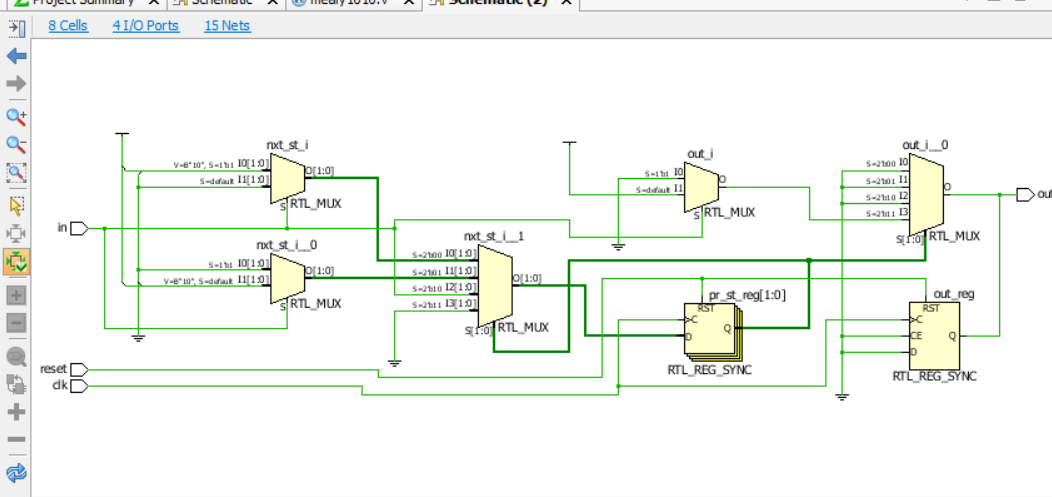 Project Summary
Schematic
mealy1010.v
Schematic (2)
8 Cells
4 I/O Ports
15 Nets
nxt_st_i
V=B"10", S=1'b1 I0[1:0]
S=default I1[1:0]
O[1:0]
S
RTL_MUX
out_i
S=1'b1 I0
S=default I1
O
S
RTL_MUX
out_i__0
S=2'b00 I0
S=2'b01 I1
S=2'b10 I2
S=2'b11 I3
O
S[1:0]
RTL_MUX
out
in
nxt_st_i__0
S=1'b1 I0[1:0]
V=B"10", S=default I1[1:0]
O[1:0]
S
RTL_MUX
nxt_st_i__1
S=2'b00 I0[1:0]
S=2'b01 I1[1:0]
S=2'b10 I2[1:0]
S=2'b11 I3[1:0]
O[1:0]
S[1:0]
RTL_MUX
pr_st_reg[1:0]
RST
C
D
Q
RTL_REG_SYNC
out_reg
RST
C
CE
D
Q
RTL_REG_SYNC
reset
clk